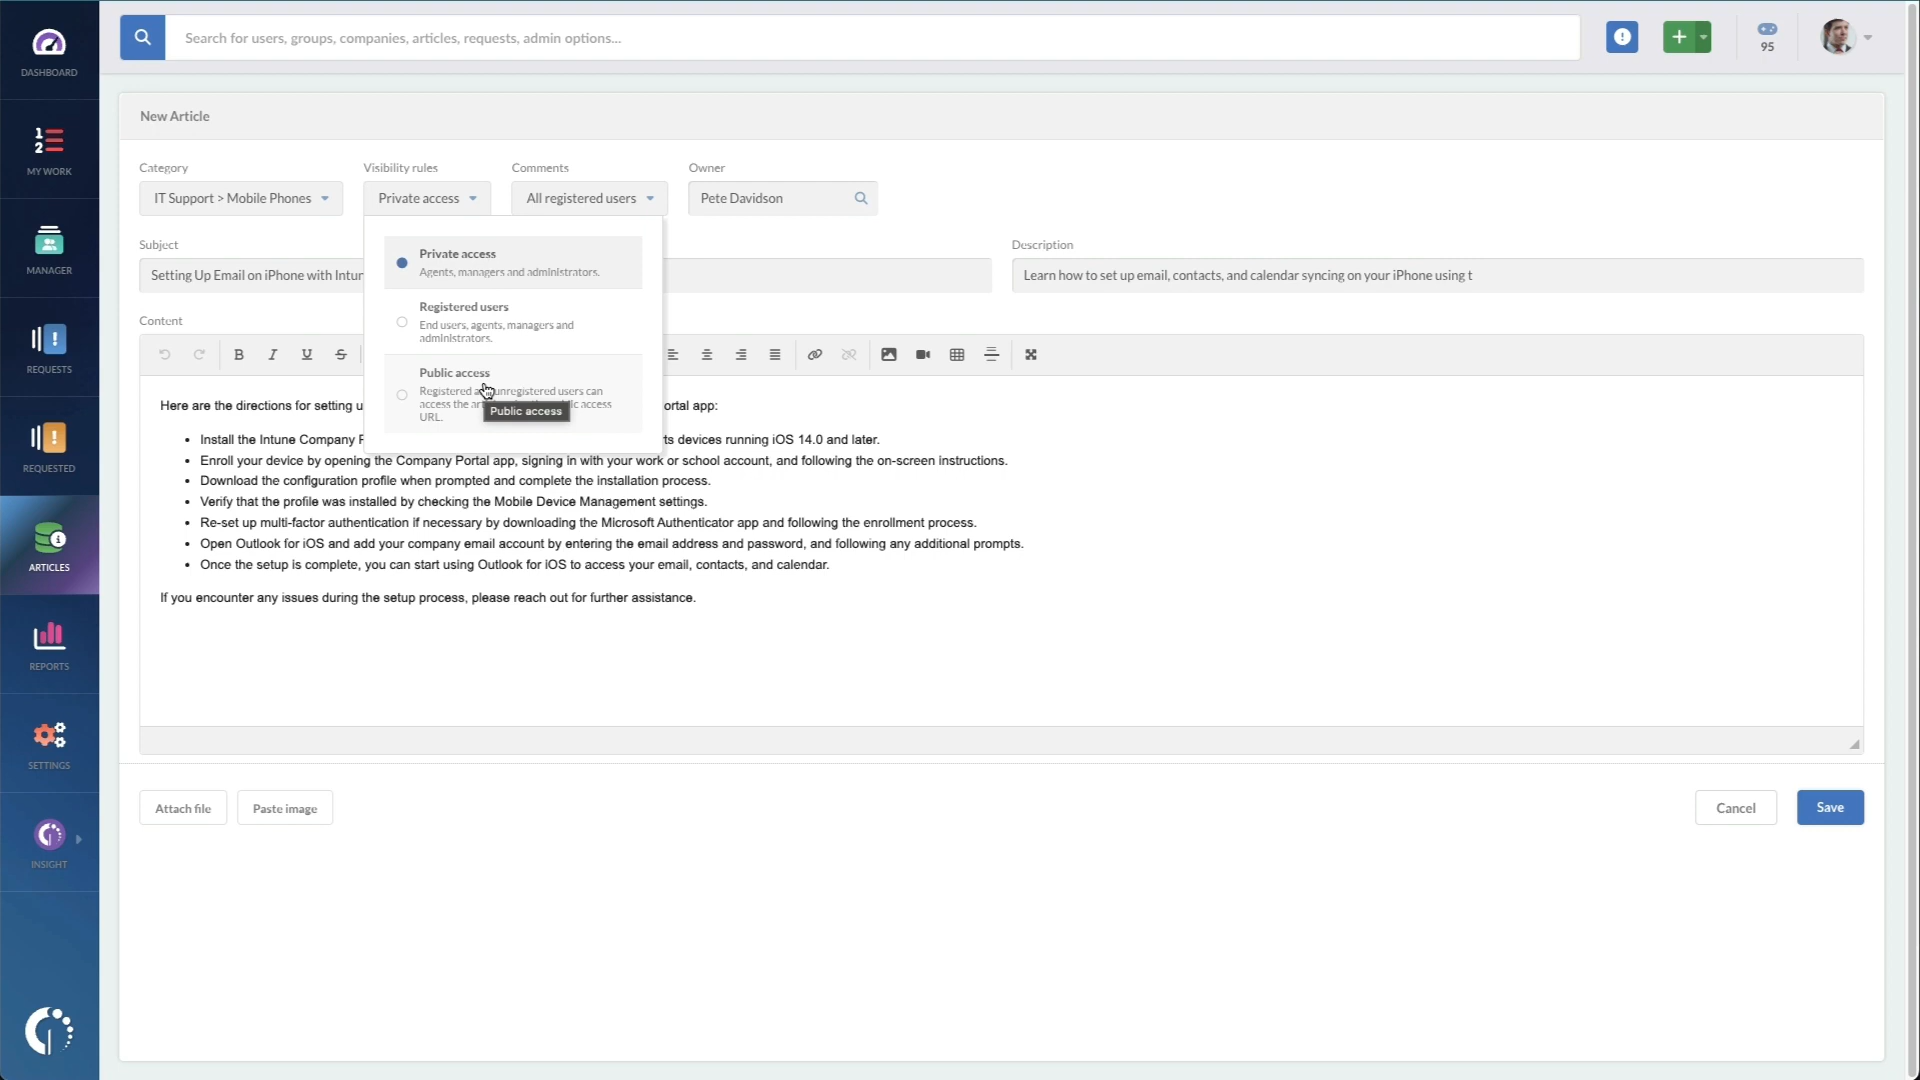 DASHBOARD
1
2
MY WORK
MANAGER
REQUESTS
REQUESTED
ARTICLES
REPORTS
SETTINGS
INSIGHT
Search for users, groups, companies, articles, requests, admin options...
95
New Article
Category
Visibility rules
Comments
Owner
IT Support > Mobile Phones
Private access
All registered users
Pete Davidson
Subject
Description
Setting Up Email on iPhone with
Learn how to set up email, contacts, and calendar syncing on your iPhone using t
Private access
Agents, managers and administrators.
Registered users
End users, agents, managers and
administrators.
Public access
Registered unregistered users can
access the access
URL.
Public access
Content
B I U S
Here are the directions for setting app:
• Install the Intune Company devices running iOS 14.0 and later.
• Enroll your device by opening the Company Portal app, signing in with your work or school account, and following the on-screen instructions.
• Download the configuration profile when prompted and complete the installation process.
• Verify that the profile was installed by checking the Mobile Device Management settings.
• Re-set up multi-factor authentication if necessary by downloading the Microsoft Authenticator app and following the enrollment process.
• Open Outlook for iOS and add your company email account by entering the email address and password, and following any additional prompts.
• Once the setup is complete, you can start using Outlook for iOS to access your email, contacts, and calendar.
If you encounter any issues during the setup process, please reach out for further assistance.
Attach file
Paste image
Cancel
Save